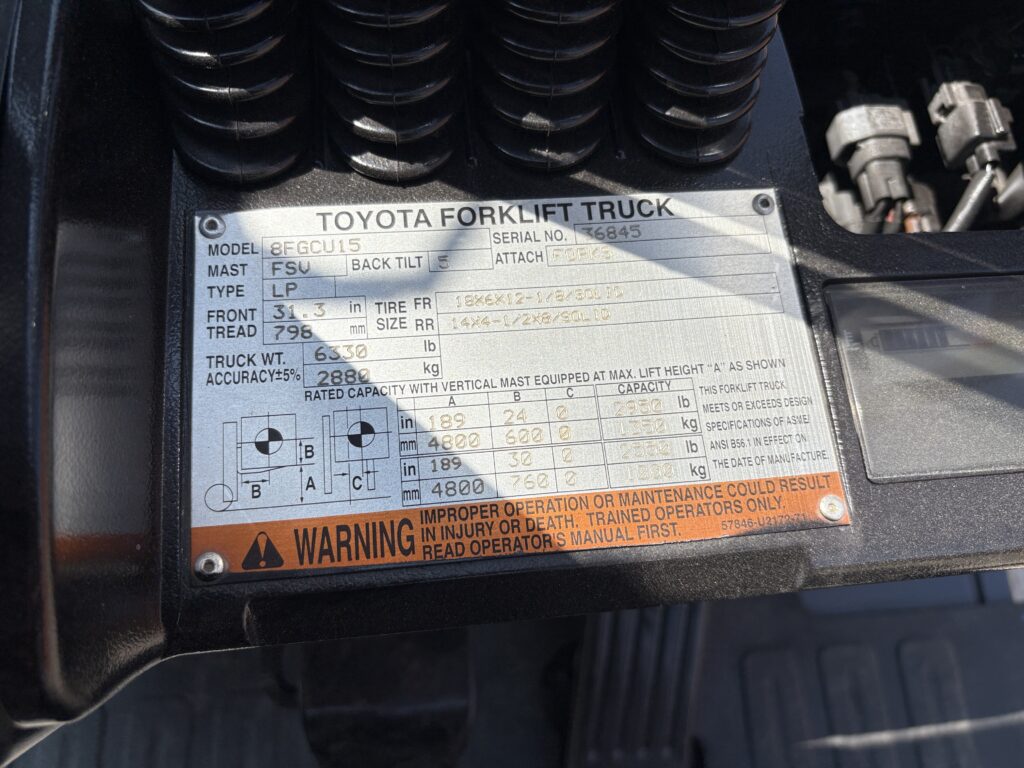 TOYOTA FORKLIFT TRUCK
MODEL 8FGCU15 SERIAL NO. 36845
MAST FSV BACK TILT 5 ATTACH FORKS
TYPE LP
FRONT TREAD 31.3 in 798 mm
TIRE SIZE FR 18X6X12-1/8/SOLID
RR 14X4-1/2X8/SOLID
TRUCK WT. 6330 lb
ACCURACY±5% 2880 kg
RATED CAPACITY WITH VERTICAL MAST EQUIPPED AT MAX. LIFT HEIGHT "A" AS SHOWN
A B C CAPACITY
in 189 24 0 2950 lb
mm 4800 600 0 1350 kg
in 189 30 0 lb
mm 4800 760 0 kg
THIS FORKLIFT TRUCK
MEETS OR EXCEEDS DESIGN
SPECIFICATIONS OF ASME/
ANSI B56.1 IN EFFECT ON
THE DATE OF MANUFACTURE.
B B A C
WARNING
IMPROPER OPERATION OR MAINTENANCE COULD RESULT
IN INJURY OR DEATH. TRAINED OPERATORS ONLY.
READ OPERATOR'S MANUAL FIRST.
57846-U2172-71